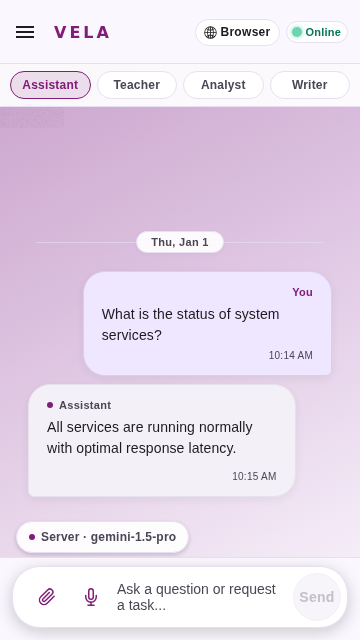 VELA
Browser
Online
Assistant
Teacher
Analyst
Writer
Thu, Jan 1
You
What is the status of system
services?
10:14 AM
Assistant
All services are running normally
with optimal response latency.
10:15 AM
Server · gemini-1.5-pro
Ask a question or request
a task...
Send